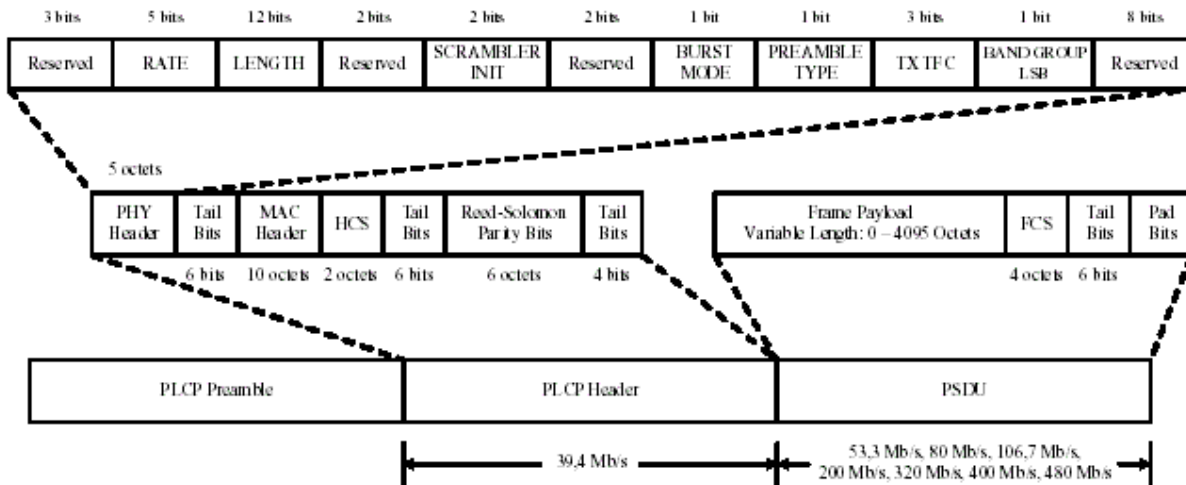 3 bits 5 bits 12 bits 2 bits 2 bits 2 bits 1 bit 1 bit 3 bits 1 bit 8 bits
Reserved RATE LENGTH Reserved SCRAMBLER INIT Reserved BURST MODE PREAMBLE TYPE TX TFC BAND GROUP LSB Reserved
5 octets
PHY Header Tail Bits MAC Header HCS Tail Bits Reed-Solomon Parity Bits Tail Bits
6 bits 10 octets 2 octets 6 bits 6 octets 4 bits
Frame Payload
Variable Length: 0 – 4095 Octets
FCS Tail Bits Pad Bits
4 octets 6 bits
PLCP Preamble PLCP Header PSDU
39,4 Mb/s
53,3 Mb/s, 80 Mb/s, 106,7 Mb/s,
200 Mb/s, 320 Mb/s, 400 Mb/s, 480 Mb/s